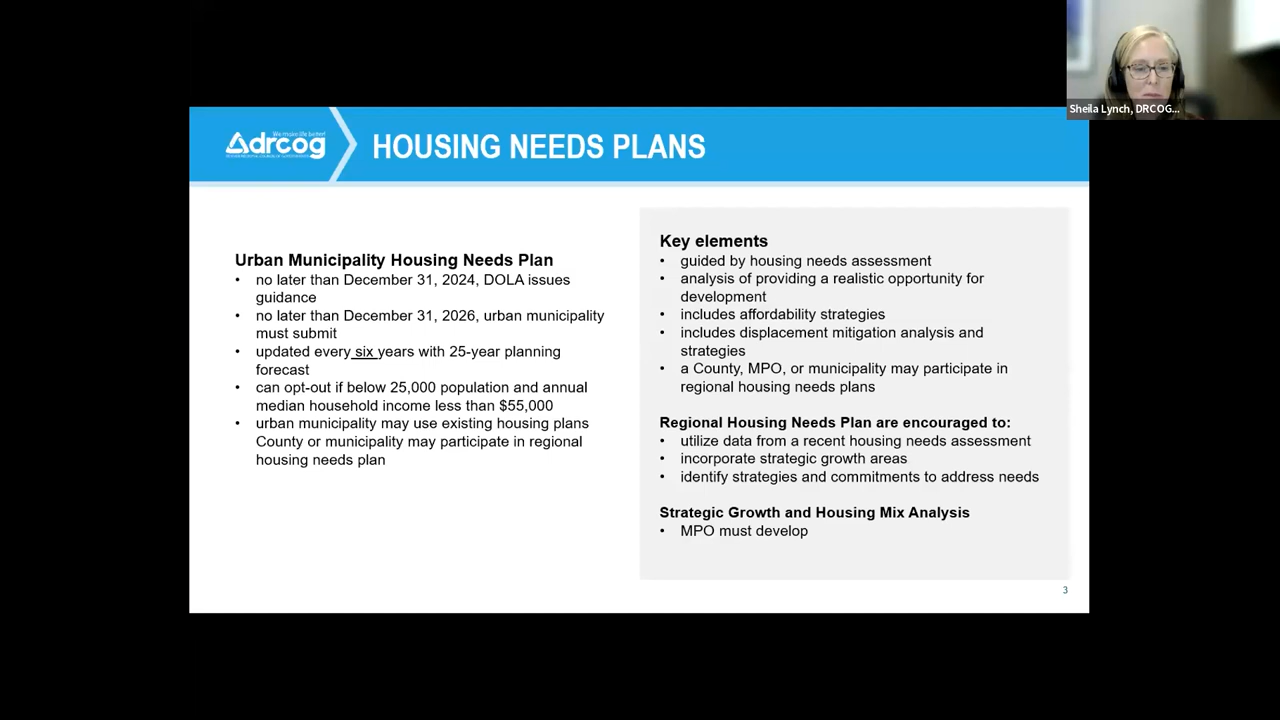 Sheila Lynch, DRCOG...
We make life better!
drcog
HOUSING NEEDS PLANS
Urban Municipality Housing Needs Plan
• no later than December 31, 2024, DOLA issues
guidance
• no later than December 31, 2026, urban municipality
must submit
• updated every six years with 25-year planning
forecast
• can opt-out if below 25,000 population and annual
median household income less than $55,000
• urban municipality may use existing housing plans
County or municipality may participate in regional
housing needs plan
Key elements
• guided by housing needs assessment
• analysis of providing a realistic opportunity for
development
• includes affordability strategies
• includes displacement mitigation analysis and
strategies
• a County, MPO, or municipality may participate in
regional housing needs plans
Regional Housing Needs Plan are encouraged to:
• utilize data from a recent housing needs assessment
• incorporate strategic growth areas
• identify strategies and commitments to address needs
Strategic Growth and Housing Mix Analysis
• MPO must develop
3